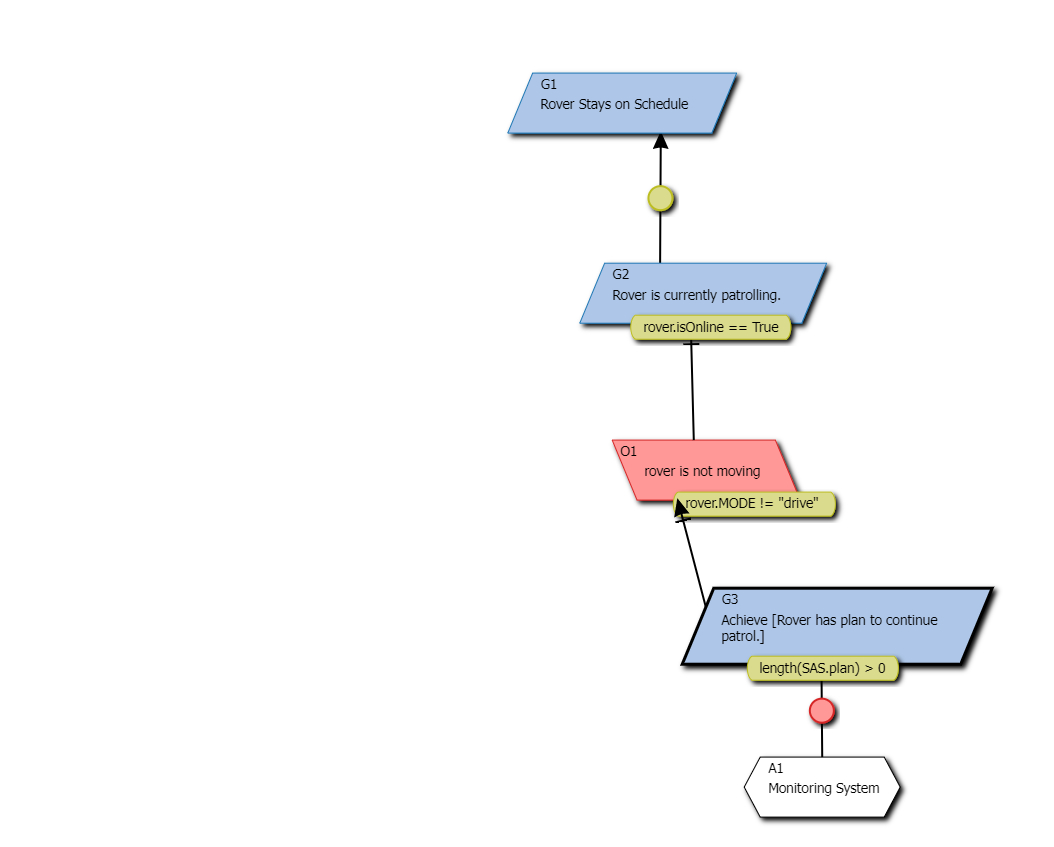 G1
Rover Stays on Schedule
G2
Rover is currently patrolling.
rover.isOnline == True
O1
rover is not moving
rover.MODE != "drive"
G3
Achieve [Rover has plan to continue
patrol.]
length(SAS.plan) > 0
A1
Monitoring System